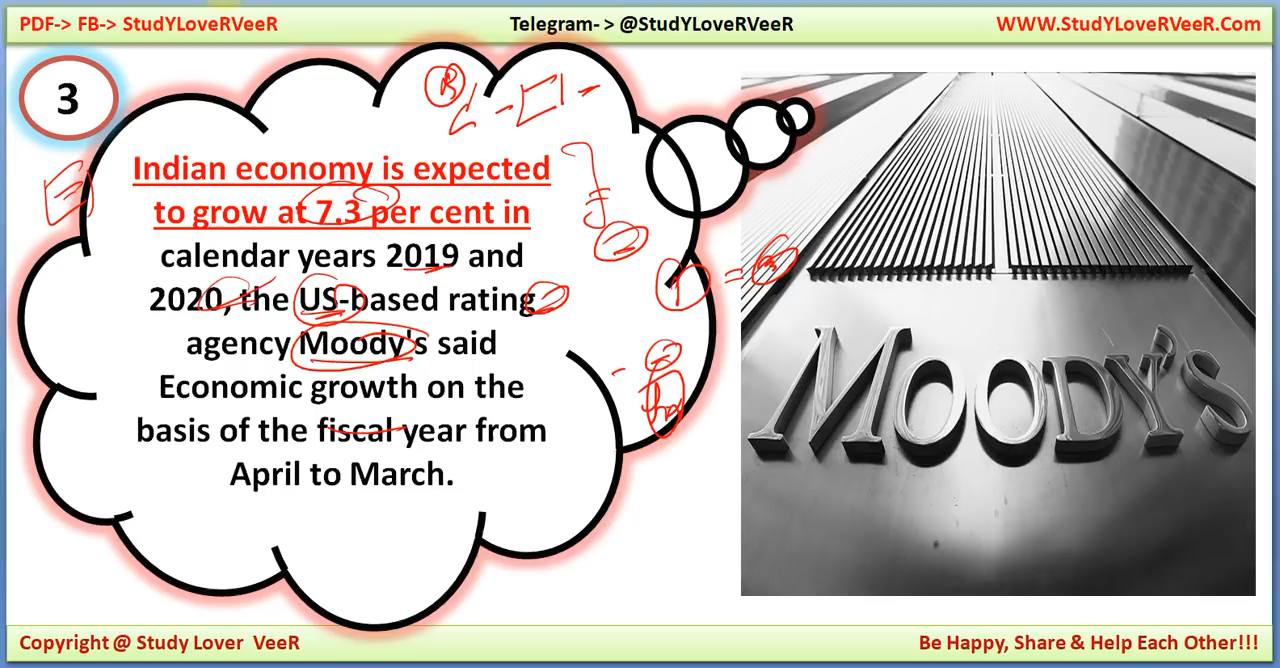 PDF-> FB-> StudYLoveRVeeR
Telegram- > @StudYLoveRVeeR
WWW.StudYLoveRVeeR.Com
3
Indian economy is expected
to grow at 7.3 per cent in
calendar years 2019 and
2020, the US-based rating
agency Moody's said
Economic growth on the
basis of the fiscal year from
April to March.
MOODY'S
Copyright @ Study Lover VeeR
Be Happy, Share & Help Each Other!!!